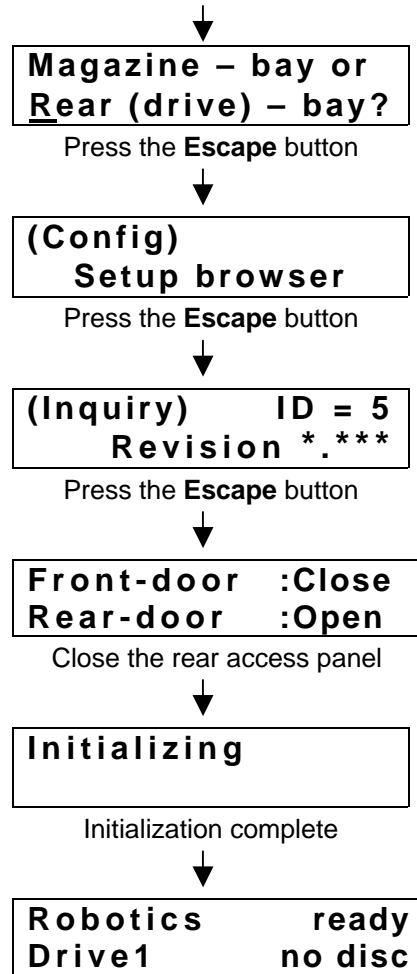 Magazine – bay or
Rear (drive) – bay?
Press the Escape button
(Config)
Setup browser
Press the Escape button
(Inquiry) ID = 5
Revision *.***
Press the Escape button
Front-door :Close
Rear-door :Open
Close the rear access panel
Initializing
Initialization complete
Robotics ready
Drive1 no disc